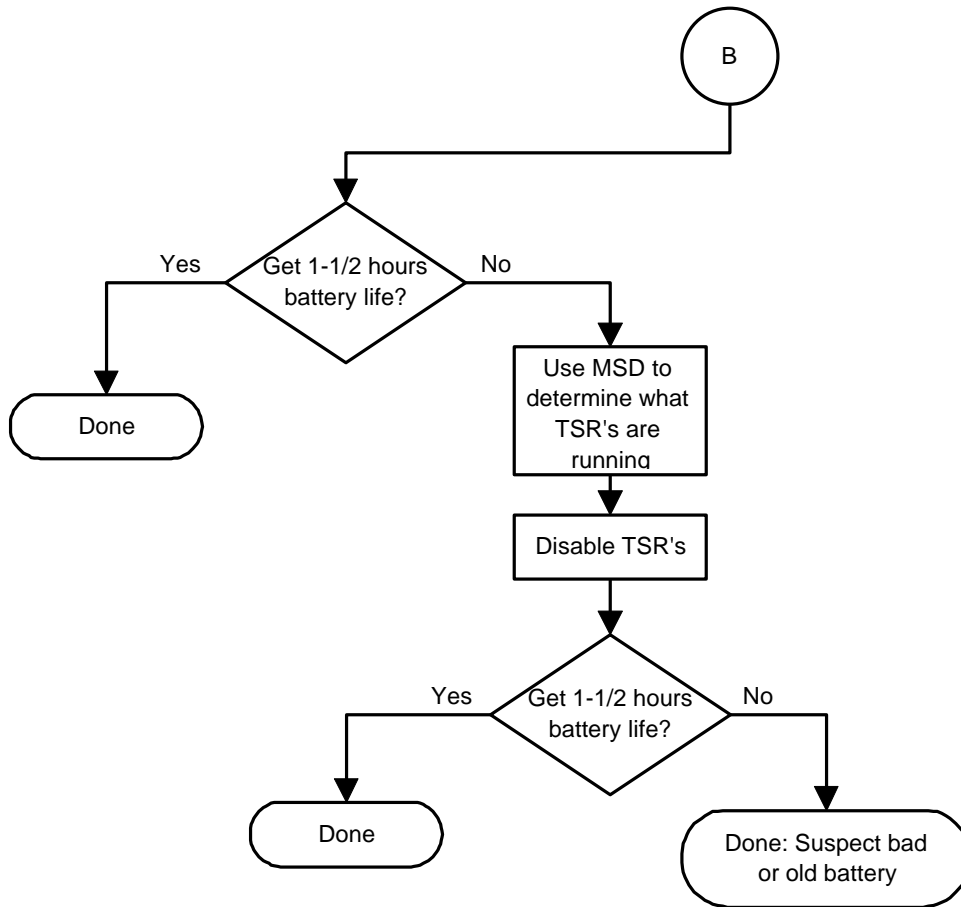 B
Yes
Get 1-1/2 hours
battery life?
No
Done
Use MSD to
determine what
TSR's are
running
Disable TSR's
Yes
Get 1-1/2 hours
battery life?
No
Done
Done: Suspect bad
or old battery